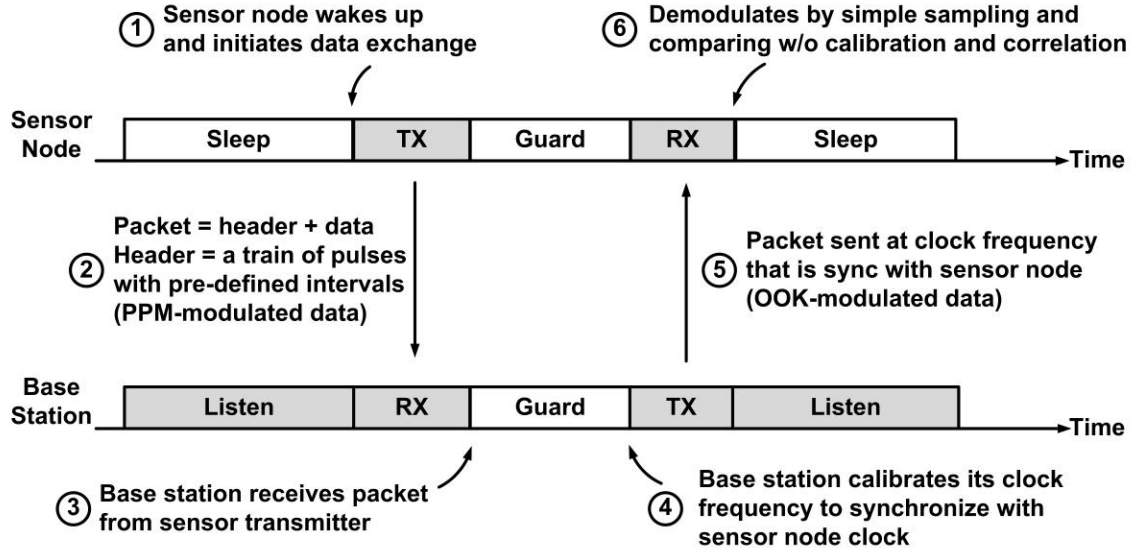 1 Sensor node wakes up
and initiates data exchange
6 Demodulates by simple sampling and
comparing w/o calibration and correlation
Sensor
Node
Sleep TX Guard RX Sleep
Time
2 Packet = header + data
Header = a train of pulses
with pre-defined intervals
(PPM-modulated data)
5 Packet sent at clock frequency
that is sync with sensor node
(OOK-modulated data)
Base
Station
Listen RX Guard TX Listen
Time
3 Base station receives packet
from sensor transmitter
4 Base station calibrates its clock
frequency to synchronize with
sensor node clock